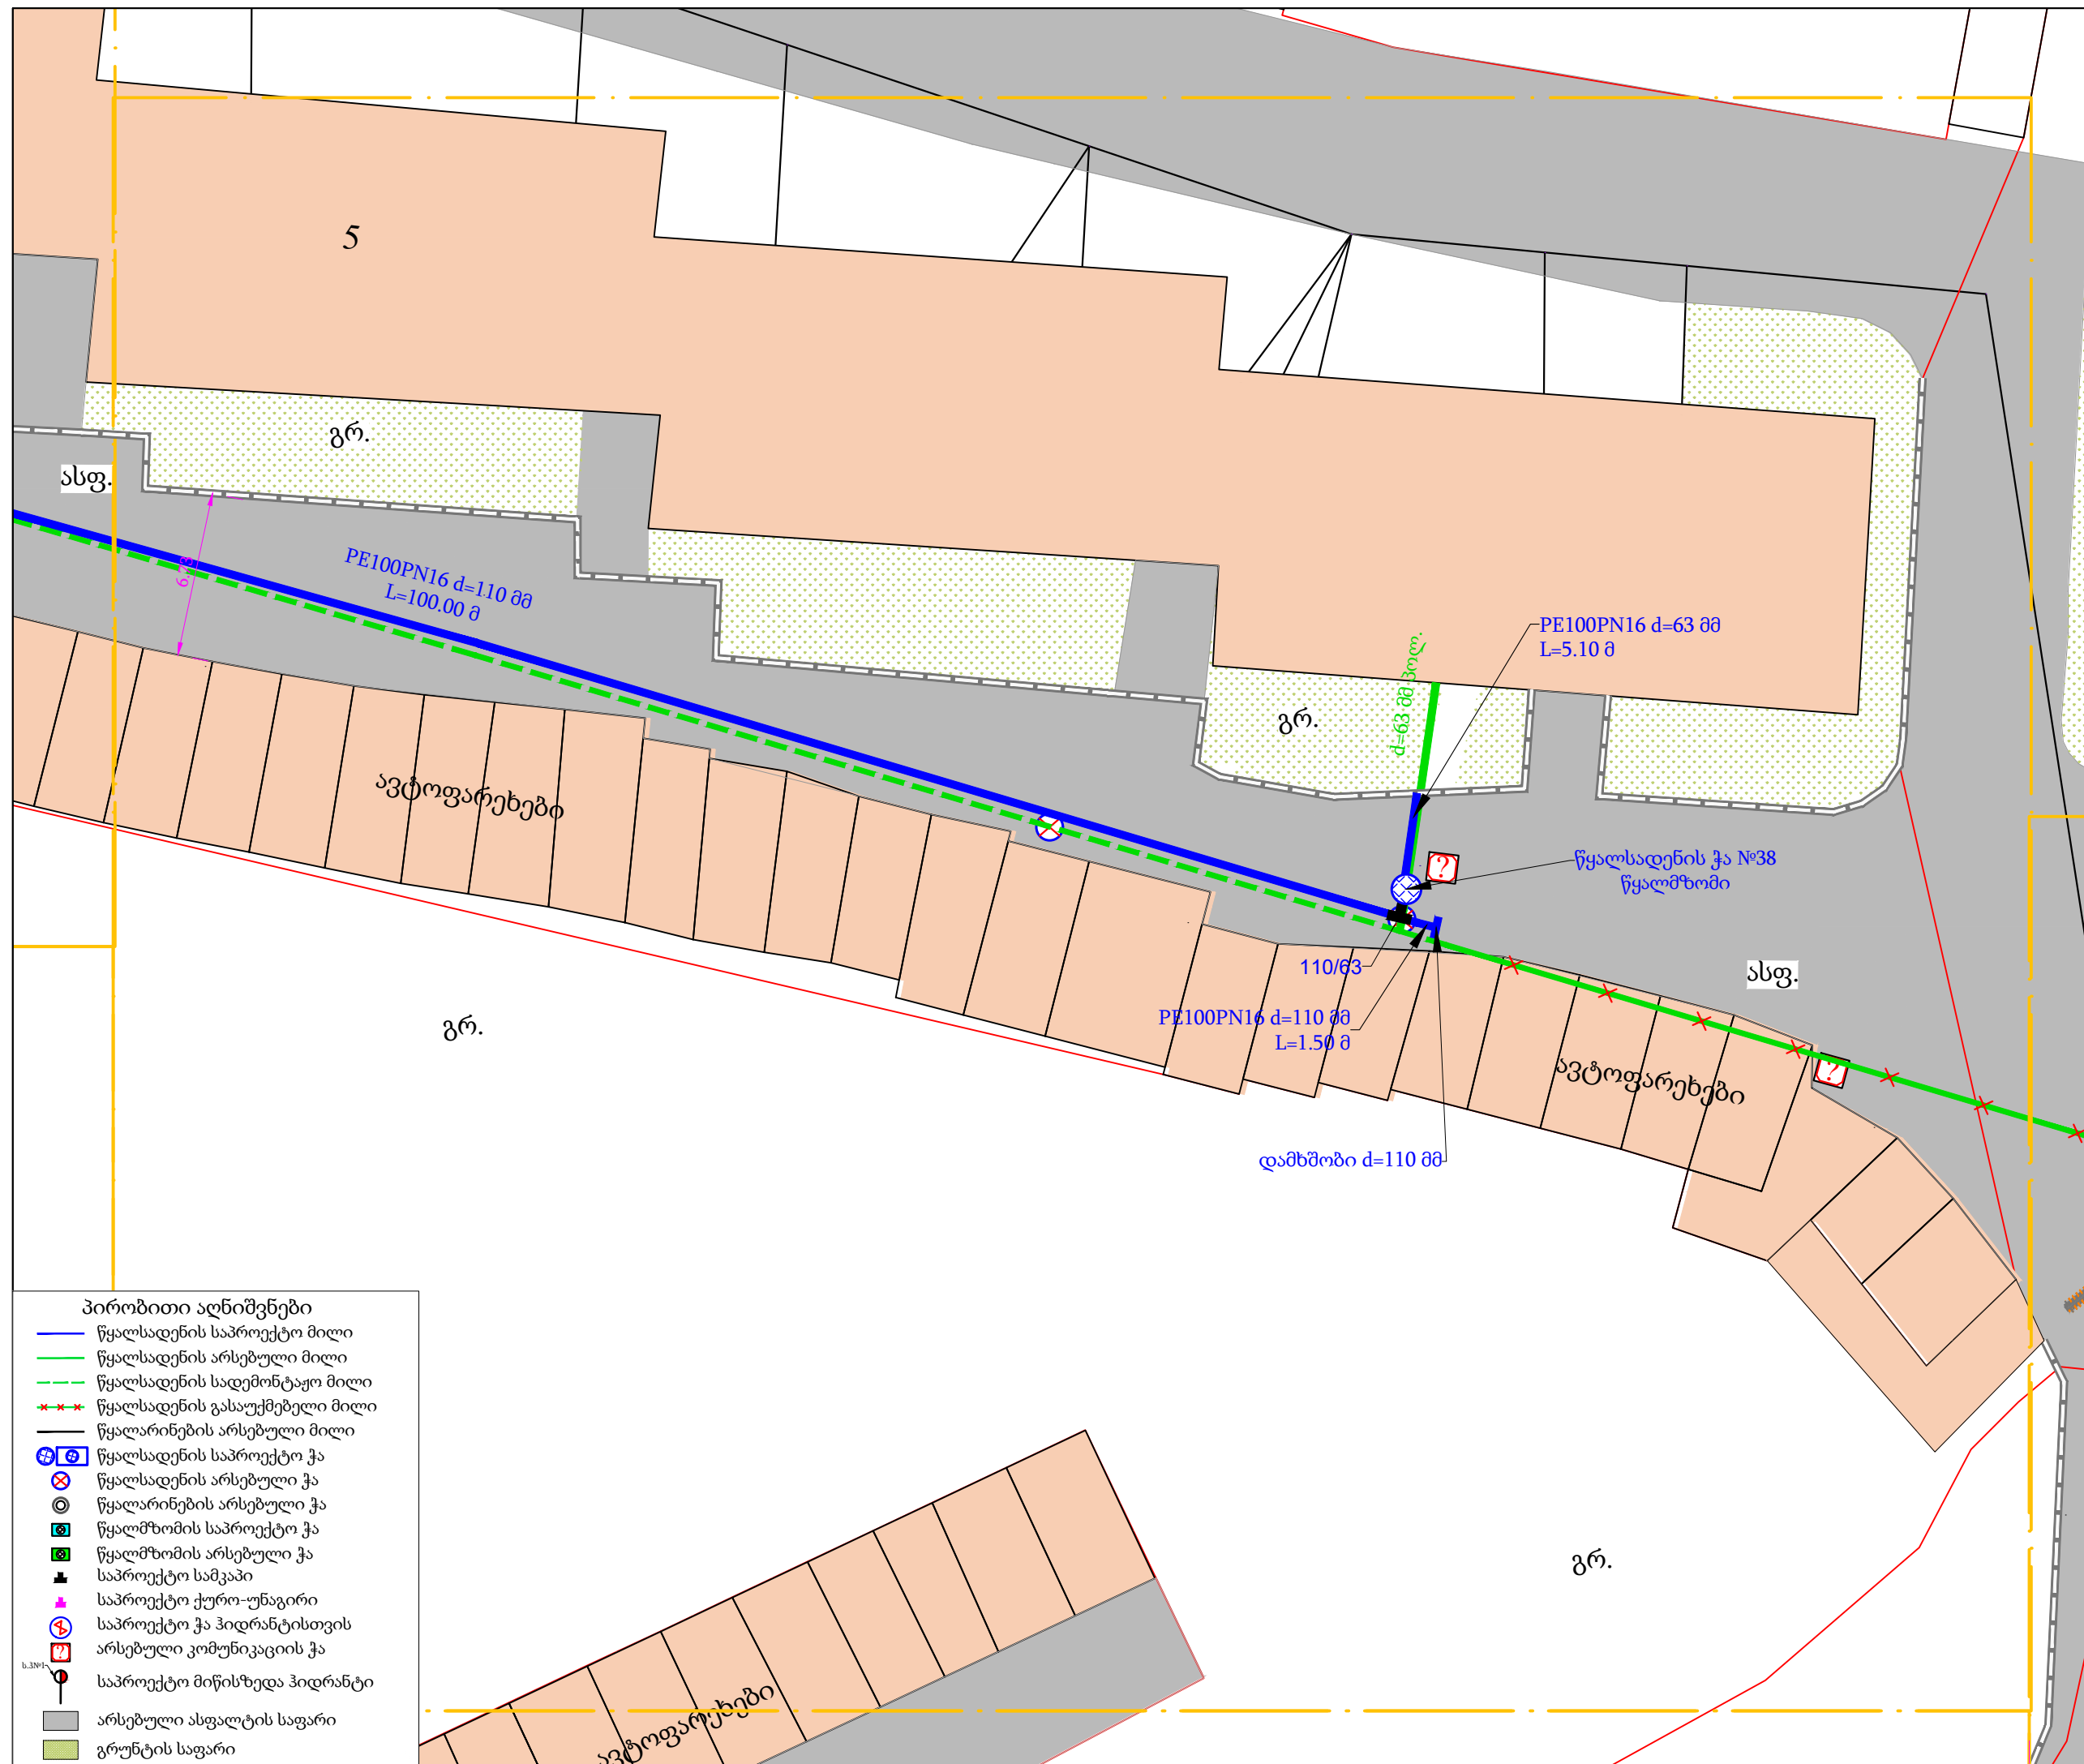 5
გრ.
ასფ.
PE100PN16 d=110 მმ
L=100.00 მ
PE100PN16 d=63 მმ
L=5.10 მ
d=63 მმ პოლ.
გრ.
ავტოფარეხები
წყალსადენის ჭა №38
წყალმზომი
110/63
ასფ.
PE100PN16 d=110 მმ
L=1.50 მ
გრ.
ავტოფარეხები
დამხშობი d=110 მმ
გრ.
ავტოფარეხები
პირობითი აღნიშვნები
წყალსადენის საპროექტო მილი
წყალსადენის არსებული მილი
წყალსადენის სადემონტაჟო მილი
წყალსადენის გასაუქმებელი მილი
წყალარინების არსებული მილი
წყალსადენის საპროექტო ჭა
წყალსადენის არსებული ჭა
წყალარინების არსებული ჭა
წყალმზომის საპროექტო ჭა
წყალმზომის არსებული ჭა
საპროექტო სამკაპი
საპროექტო ქურო-უნაგირი
საპროექტო ჭა ჰიდრანტისთვის
? არსებული კომუნიკაციის ჭა
საპროექტო მიწისზედა ჰიდრანტი
არსებული ასფალტის საფარი
გრუნტის საფარი
?
?